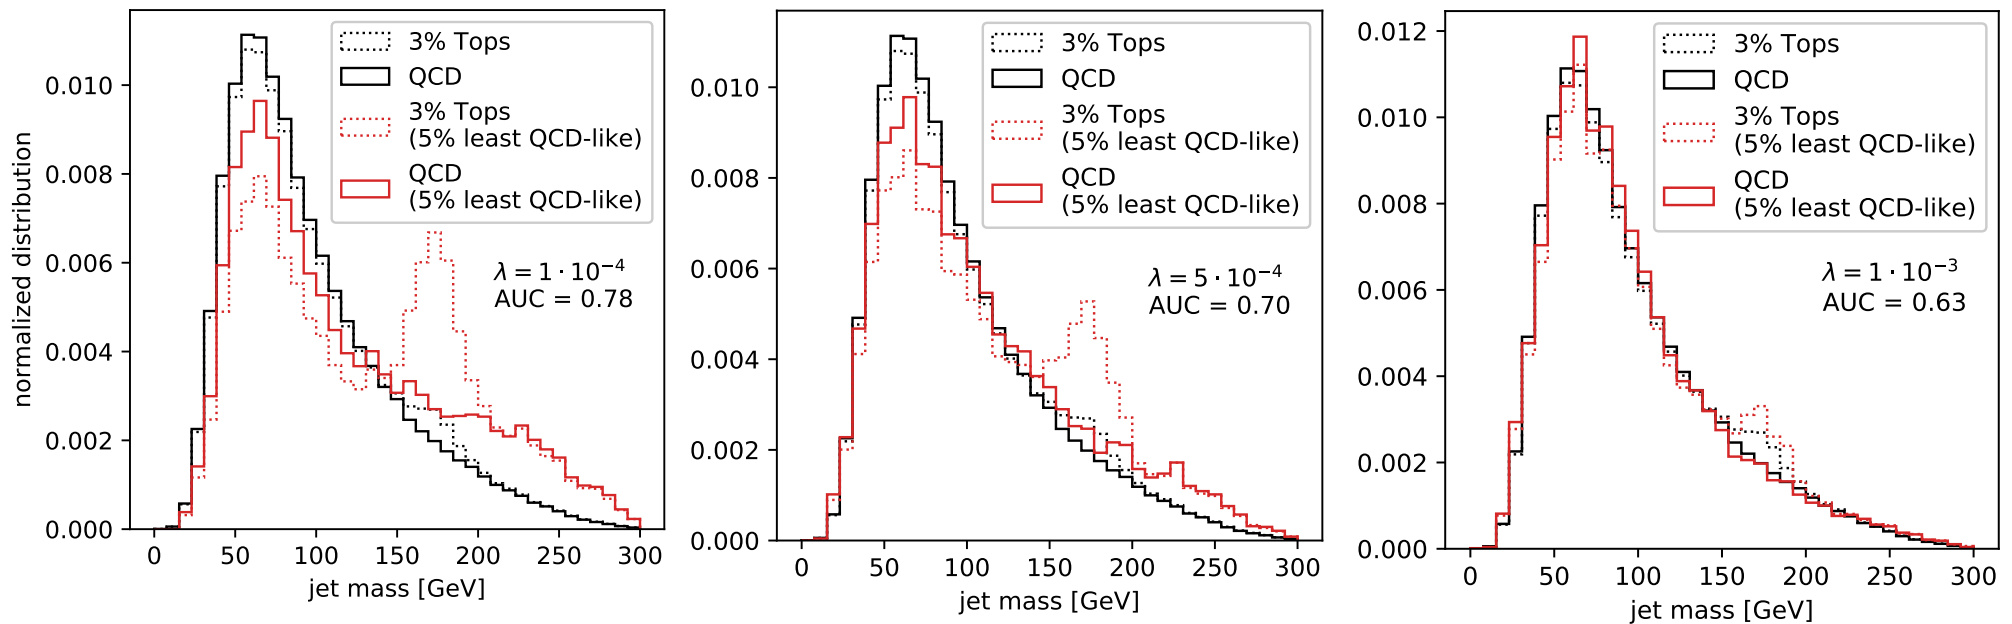 normalized distribution
0.010
0.008
0.006
0.004
0.002
0.000
3% Tops
QCD
3% Tops
(5% least QCD-like)
QCD
(5% least QCD-like)
λ = 1 · 10⁻⁴
AUC = 0.78
0 50 100 150 200 250 300
jet mass [GeV]
0.010
0.008
0.006
0.004
0.002
0.000
3% Tops
QCD
3% Tops
(5% least QCD-like)
QCD
(5% least QCD-like)
λ = 5 · 10⁻⁴
AUC = 0.70
0 50 100 150 200 250 300
jet mass [GeV]
0.012
0.010
0.008
0.006
0.004
0.002
0.000
3% Tops
QCD
3% Tops
(5% least QCD-like)
QCD
(5% least QCD-like)
λ = 1 · 10⁻³
AUC = 0.63
0 50 100 150 200 250 300
jet mass [GeV]